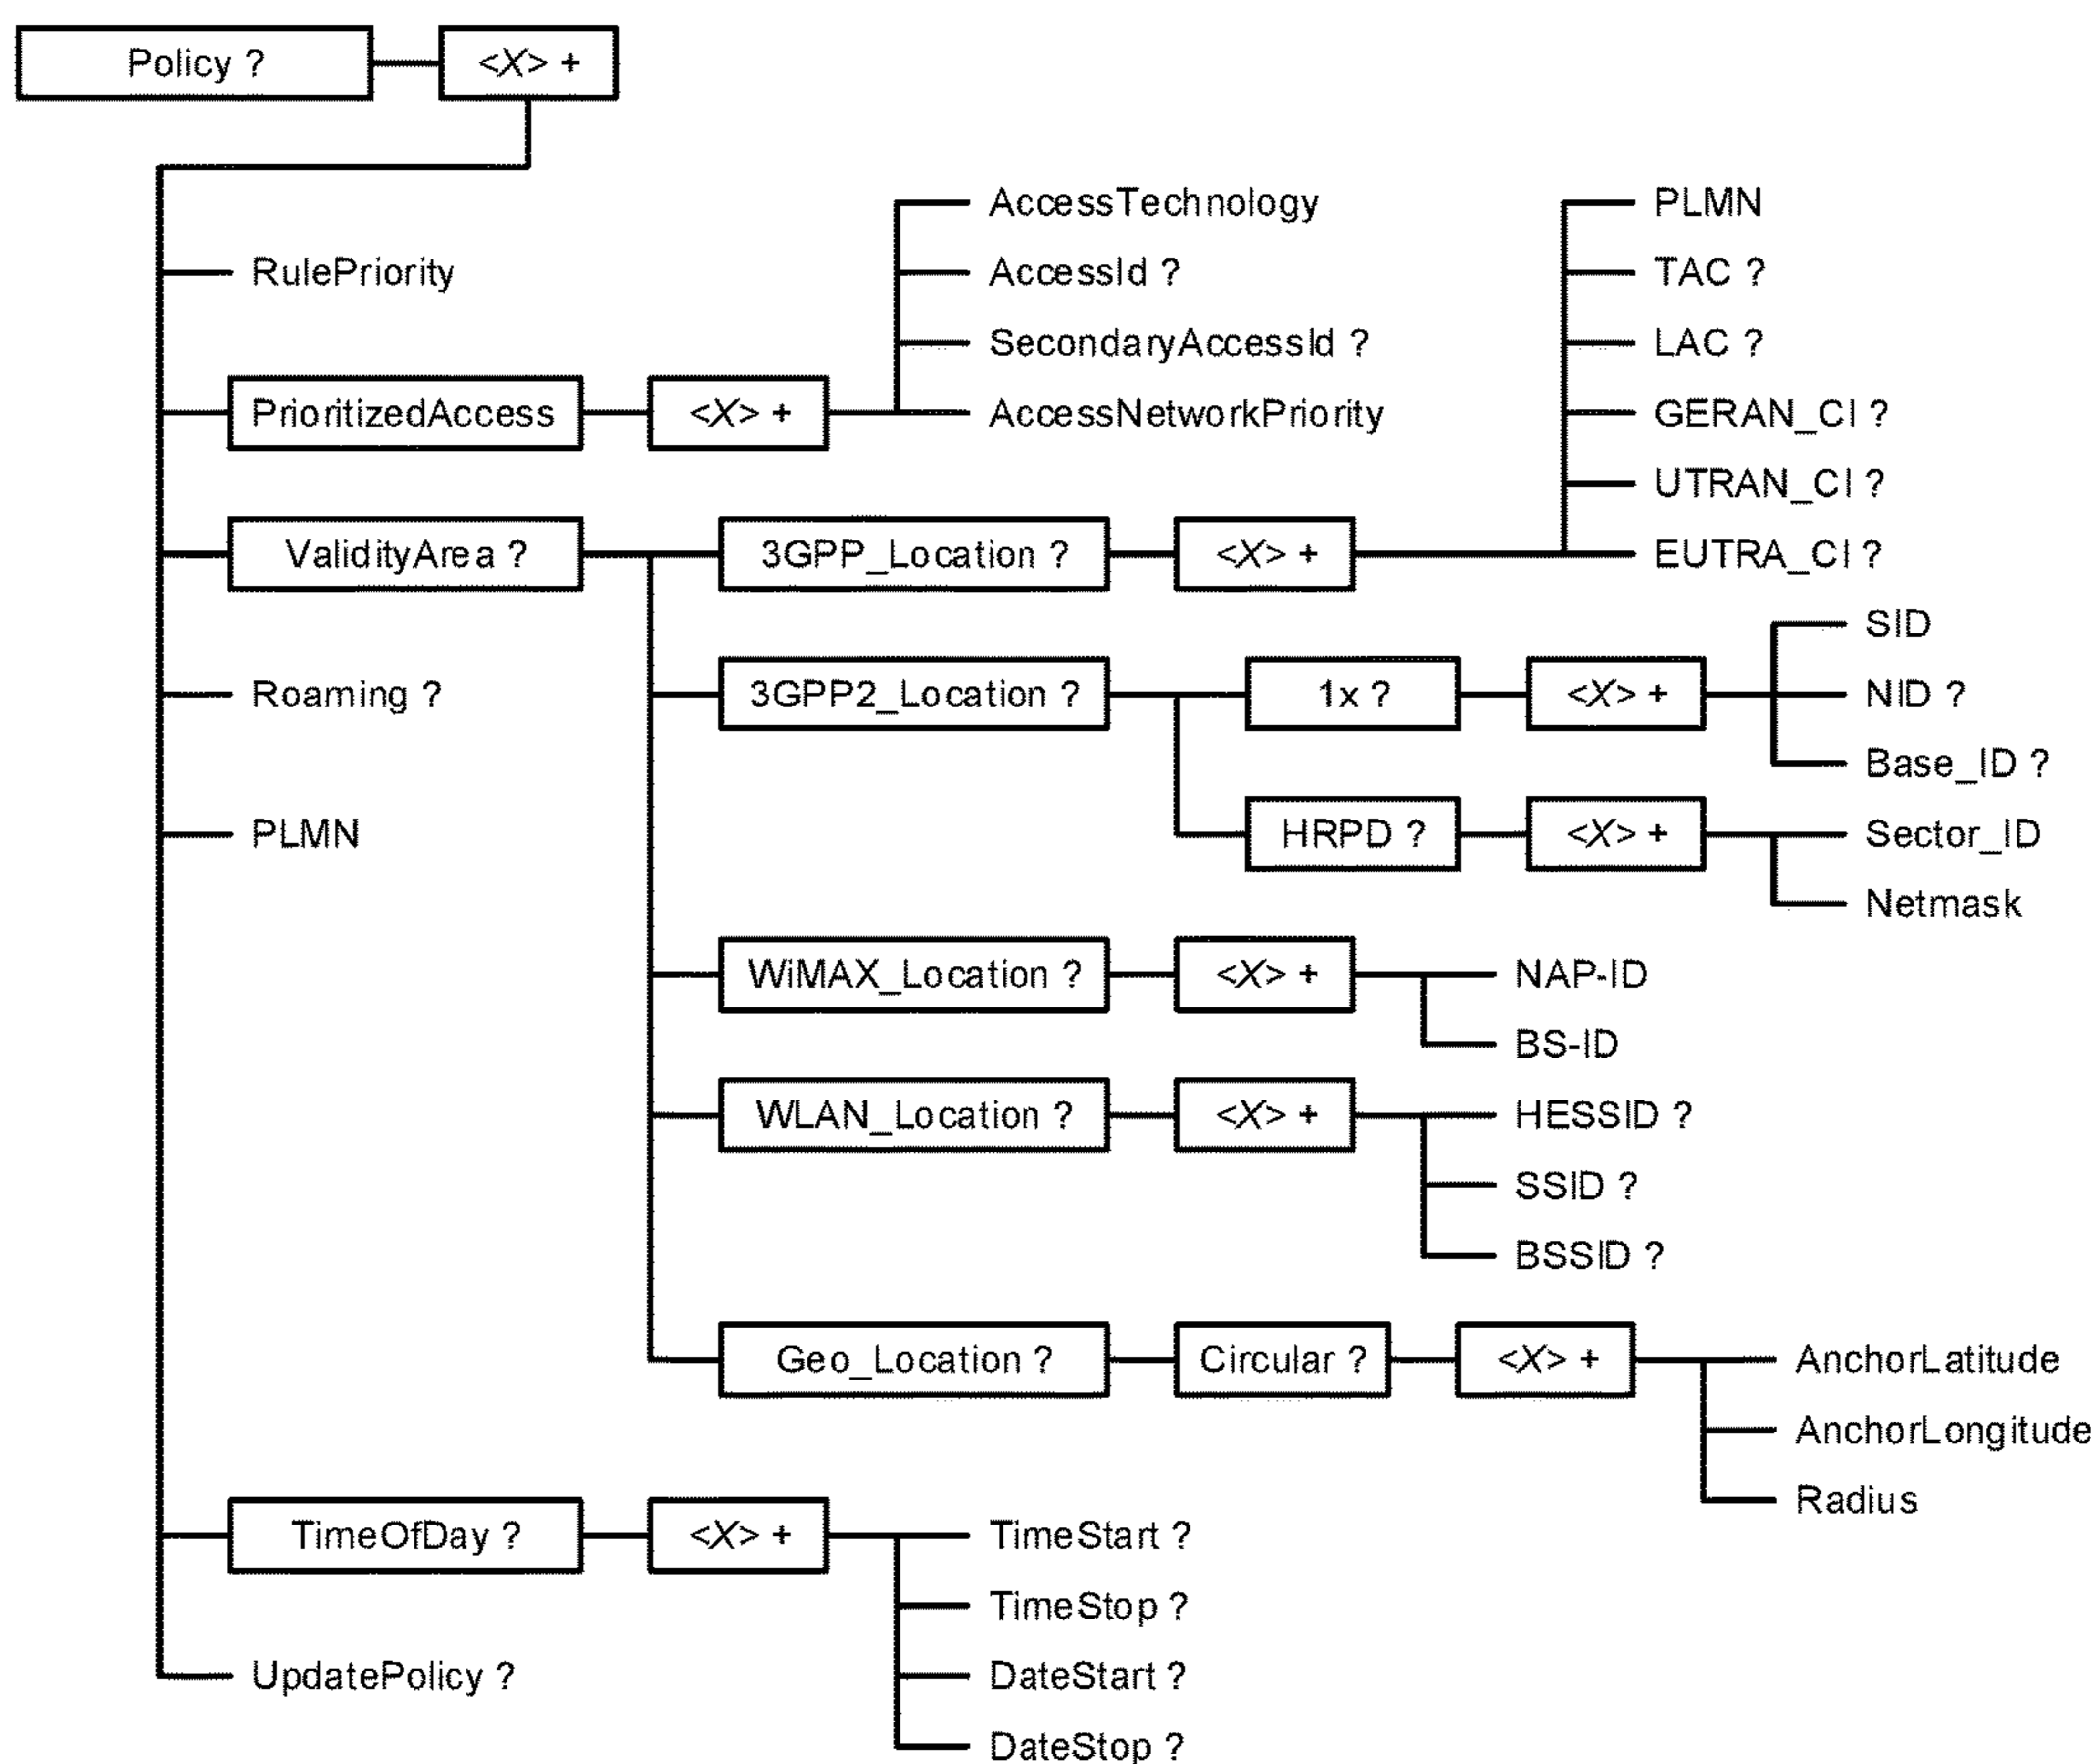 Policy ? <X> +
AccessTechnology PLMN
RulePriority AccessId ? TAC ?
SecondaryAccessId ? LAC ?
PrioritizedAccess <X> + AccessNetworkPriority GERAN_CI ?
UTRAN_CI ?
ValidityArea ? 3GPP_Location ? <X> + EUTRA_CI ?
SID
Roaming ? 3GPP2_Location ? 1x ? <X> + NID ?
Base_ID ?
PLMN HRPD ? <X> + Sector_ID
Netmask
WiMAX_Location ? <X> + NAP-ID
BS-ID
WLAN_Location ? <X> + HESSID ?
SSID ?
BSSID ?
Geo_Location ? Circular ? <X> + AnchorLatitude
AnchorLongitude
Radius
TimeOfDay ? <X> + TimeStart ?
TimeStop ?
UpdatePolicy ? DateStart ?
DateStop ?